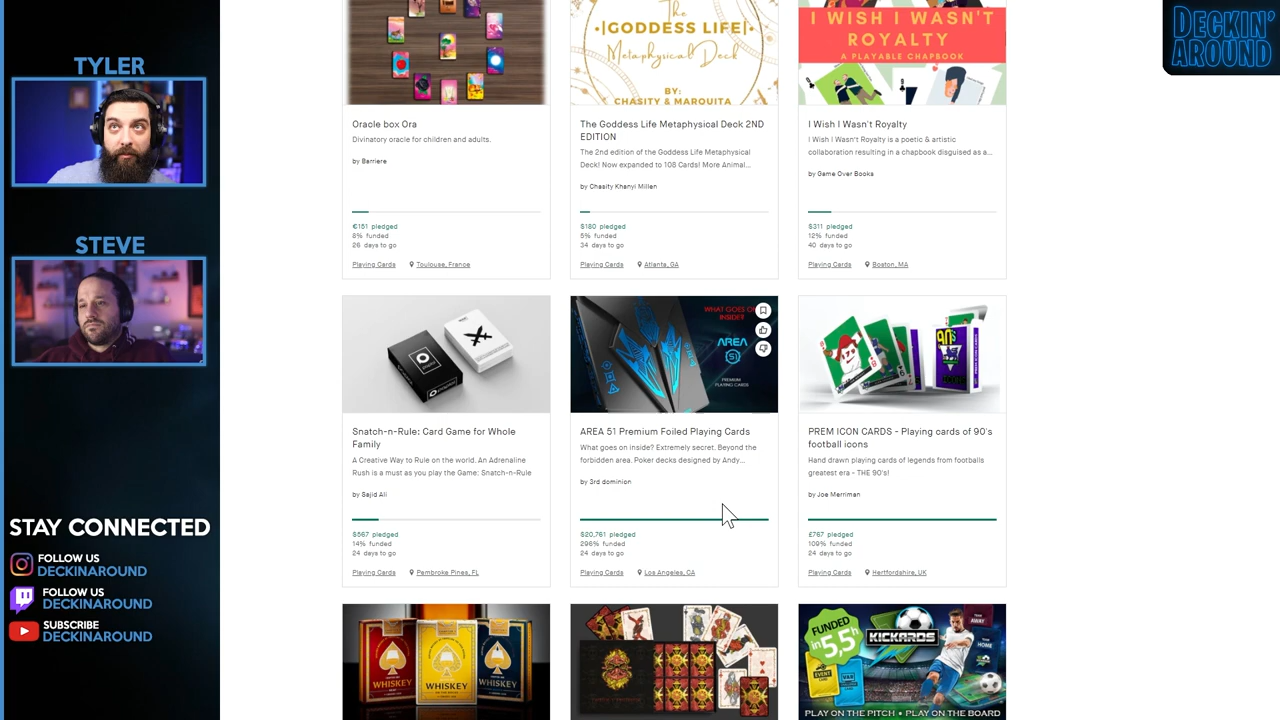 TYLER
STEVE
STAY CONNECTED
FOLLOW US
DECKINAROUND
FOLLOW US
DECKINAROUND
SUBSCRIBE
DECKINAROUND
DECKIN'
AROUND
Oracle box Ora
Divinatory oracle for children and adults.
by Barriere
€151 pledged
8% funded
26 days to go
Playing Cards
Toulouse, France
The
•|GODDESS LIFE|•
Metaphysical Deck
BY:
CHASITY & MARQUITA
The Goddess Life Metaphysical Deck 2ND
EDITION
The 2nd edition of the Goddess Life Metaphysical
Deck! Now expanded to 108 Cards! More Animal...
by Chasity Khanyi Millen
$180 pledged
5% funded
34 days to go
Playing Cards
Atlanta, GA
I WISH I WASN'T
ROYALTY
A PLAYABLE CHAPBOOK
I Wish I Wasn't Royalty
I Wish I Wasn't Royalty is a poetic & artistic
collaboration resulting in a chapbook disguised as a...
by Game Over Books
$311 pledged
12% funded
40 days to go
Playing Cards
Boston, MA
Snatch-n-Rule: Card Game for Whole
Family
A Creative Way to Rule on the world. An Adrenaline
Rush is a must as you play the Game: Snatch-n-Rule
by Sajid Ali
$567 pledged
14% funded
24 days to go
Playing Cards
Pembroke Pines, FL
WHAT GOES ON
INSIDE?
AREA
51
PREMIUM
PLAYING CARDS
AREA 51 Premium Foiled Playing Cards
What goes on inside? Extremely secret. Beyond the
forbidden area. Poker decks designed by Andy...
by 3rd dominion
$20,761 pledged
296% funded
24 days to go
Playing Cards
Los Angeles, CA
PREM ICON CARDS - Playing cards of 90's
football icons
Hand drawn playing cards of legends from footballs
greatest era - THE 90's!
by Joe Merriman
£767 pledged
109% funded
24 days to go
Playing Cards
Hertfordshire, UK
WHISKEY
WHISKEY
WHISKEY
FUNDED
in 5,5h
KICKARDS
TEAM
AWAY
TEAM
HOME
PLAY ON THE PITCH • PLAY ON THE BOARD